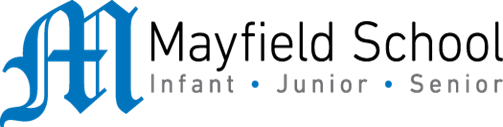 M
Mayfield School
Infant • Junior • Senior